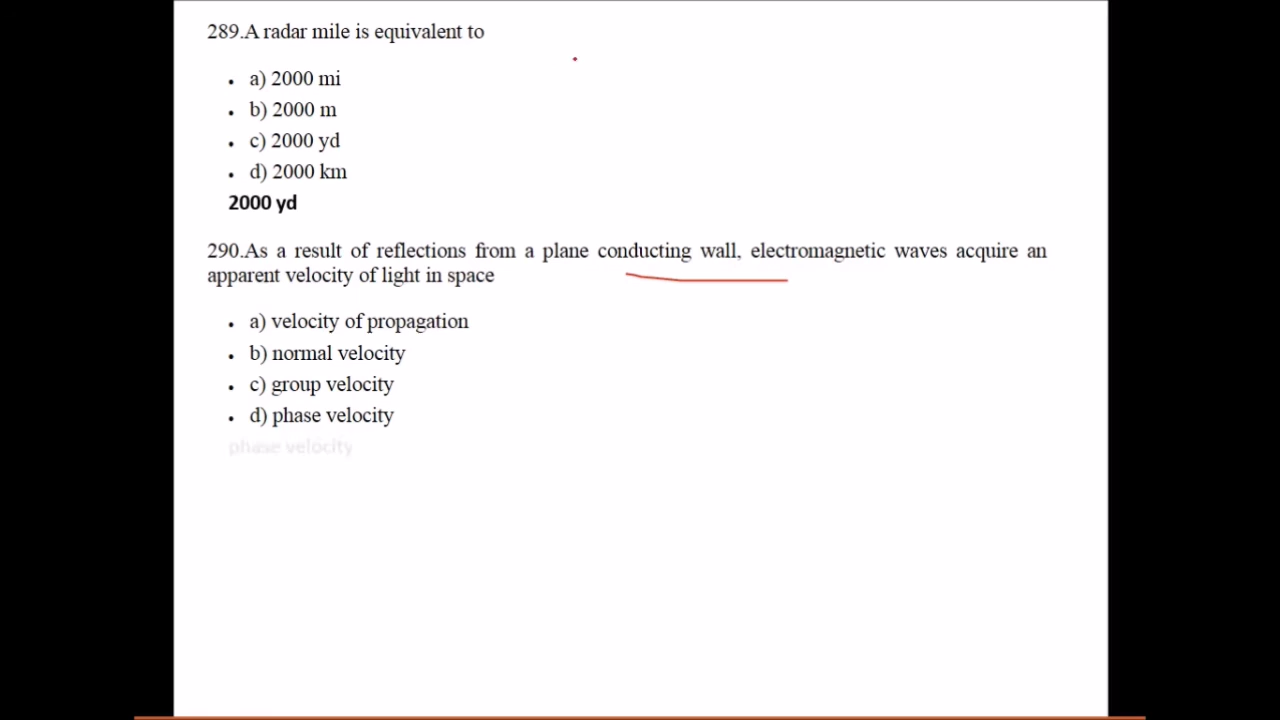 289.A radar mile is equivalent to
• a) 2000 mi
• b) 2000 m
• c) 2000 yd
• d) 2000 km
2000 yd
290.As a result of reflections from a plane conducting wall, electromagnetic waves acquire an
apparent velocity of light in space
• a) velocity of propagation
• b) normal velocity
• c) group velocity
• d) phase velocity
phase velocity